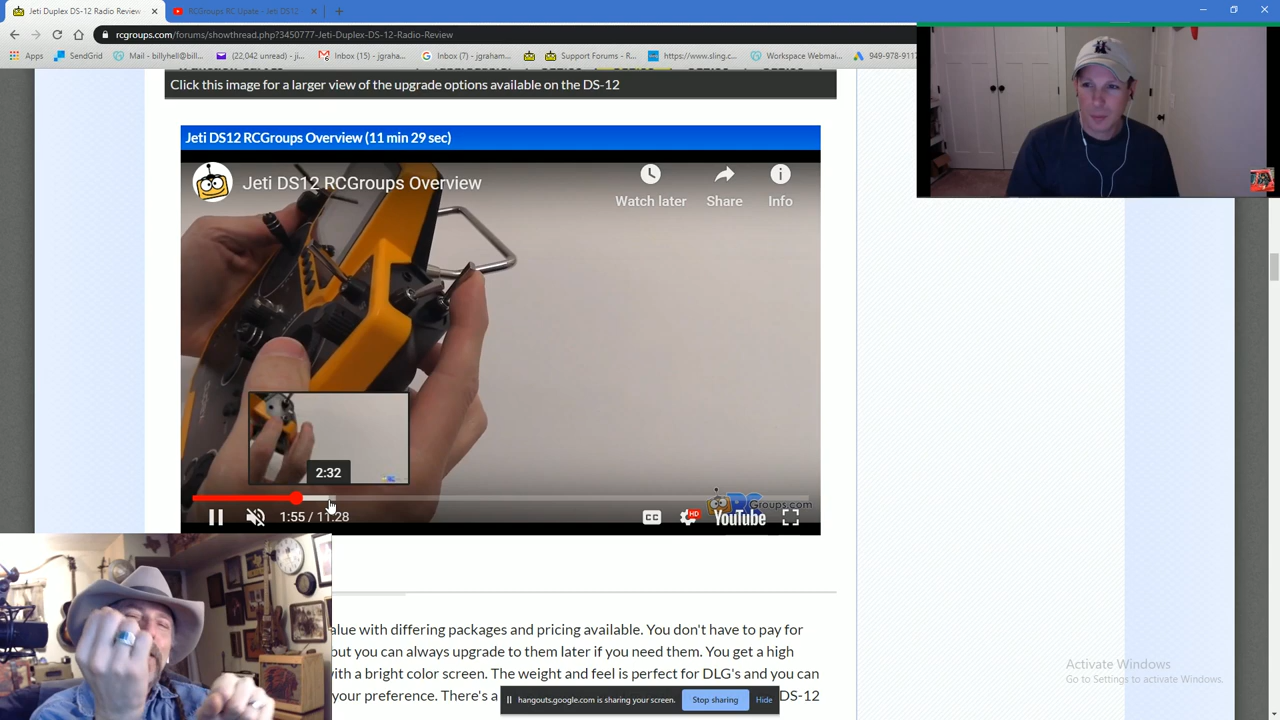 Jeti Duplex DS-12 Radio Review
RCGroups RC Upate - Jeti DS12
rcgroups.com/forums/showthread.php?3450777-Jeti-Duplex-DS-12-Radio-Review
Apps
SendGrid
Mail - billyhell@bill...
(22,042 unread) - ji...
Inbox (15) - jgraha...
Inbox (7) - jgraham...
Support Forums - R...
https://www.sling.c...
Workspace Webmai...
949-978-911
Click this image for a larger view of the upgrade options available on the DS-12
Jeti DS12 RCGroups Overview (11 min 29 sec)
Jeti DS12 RCGroups Overview
Watch later
Share
Info
2:32
1:55 / 11:28
CC
HD
RCGroups.com
YouTube
alue with differing packages and pricing available. You don't have to pay for
but you can always upgrade to them later if you need them. You get a high
ith a bright color screen. The weight and feel is perfect for DLG's and you can
your preference. There's a
DS-12
hangouts.google.com is sharing your screen.
Stop sharing
Hide
Activate Windows
Go to Settings to activate Windows.